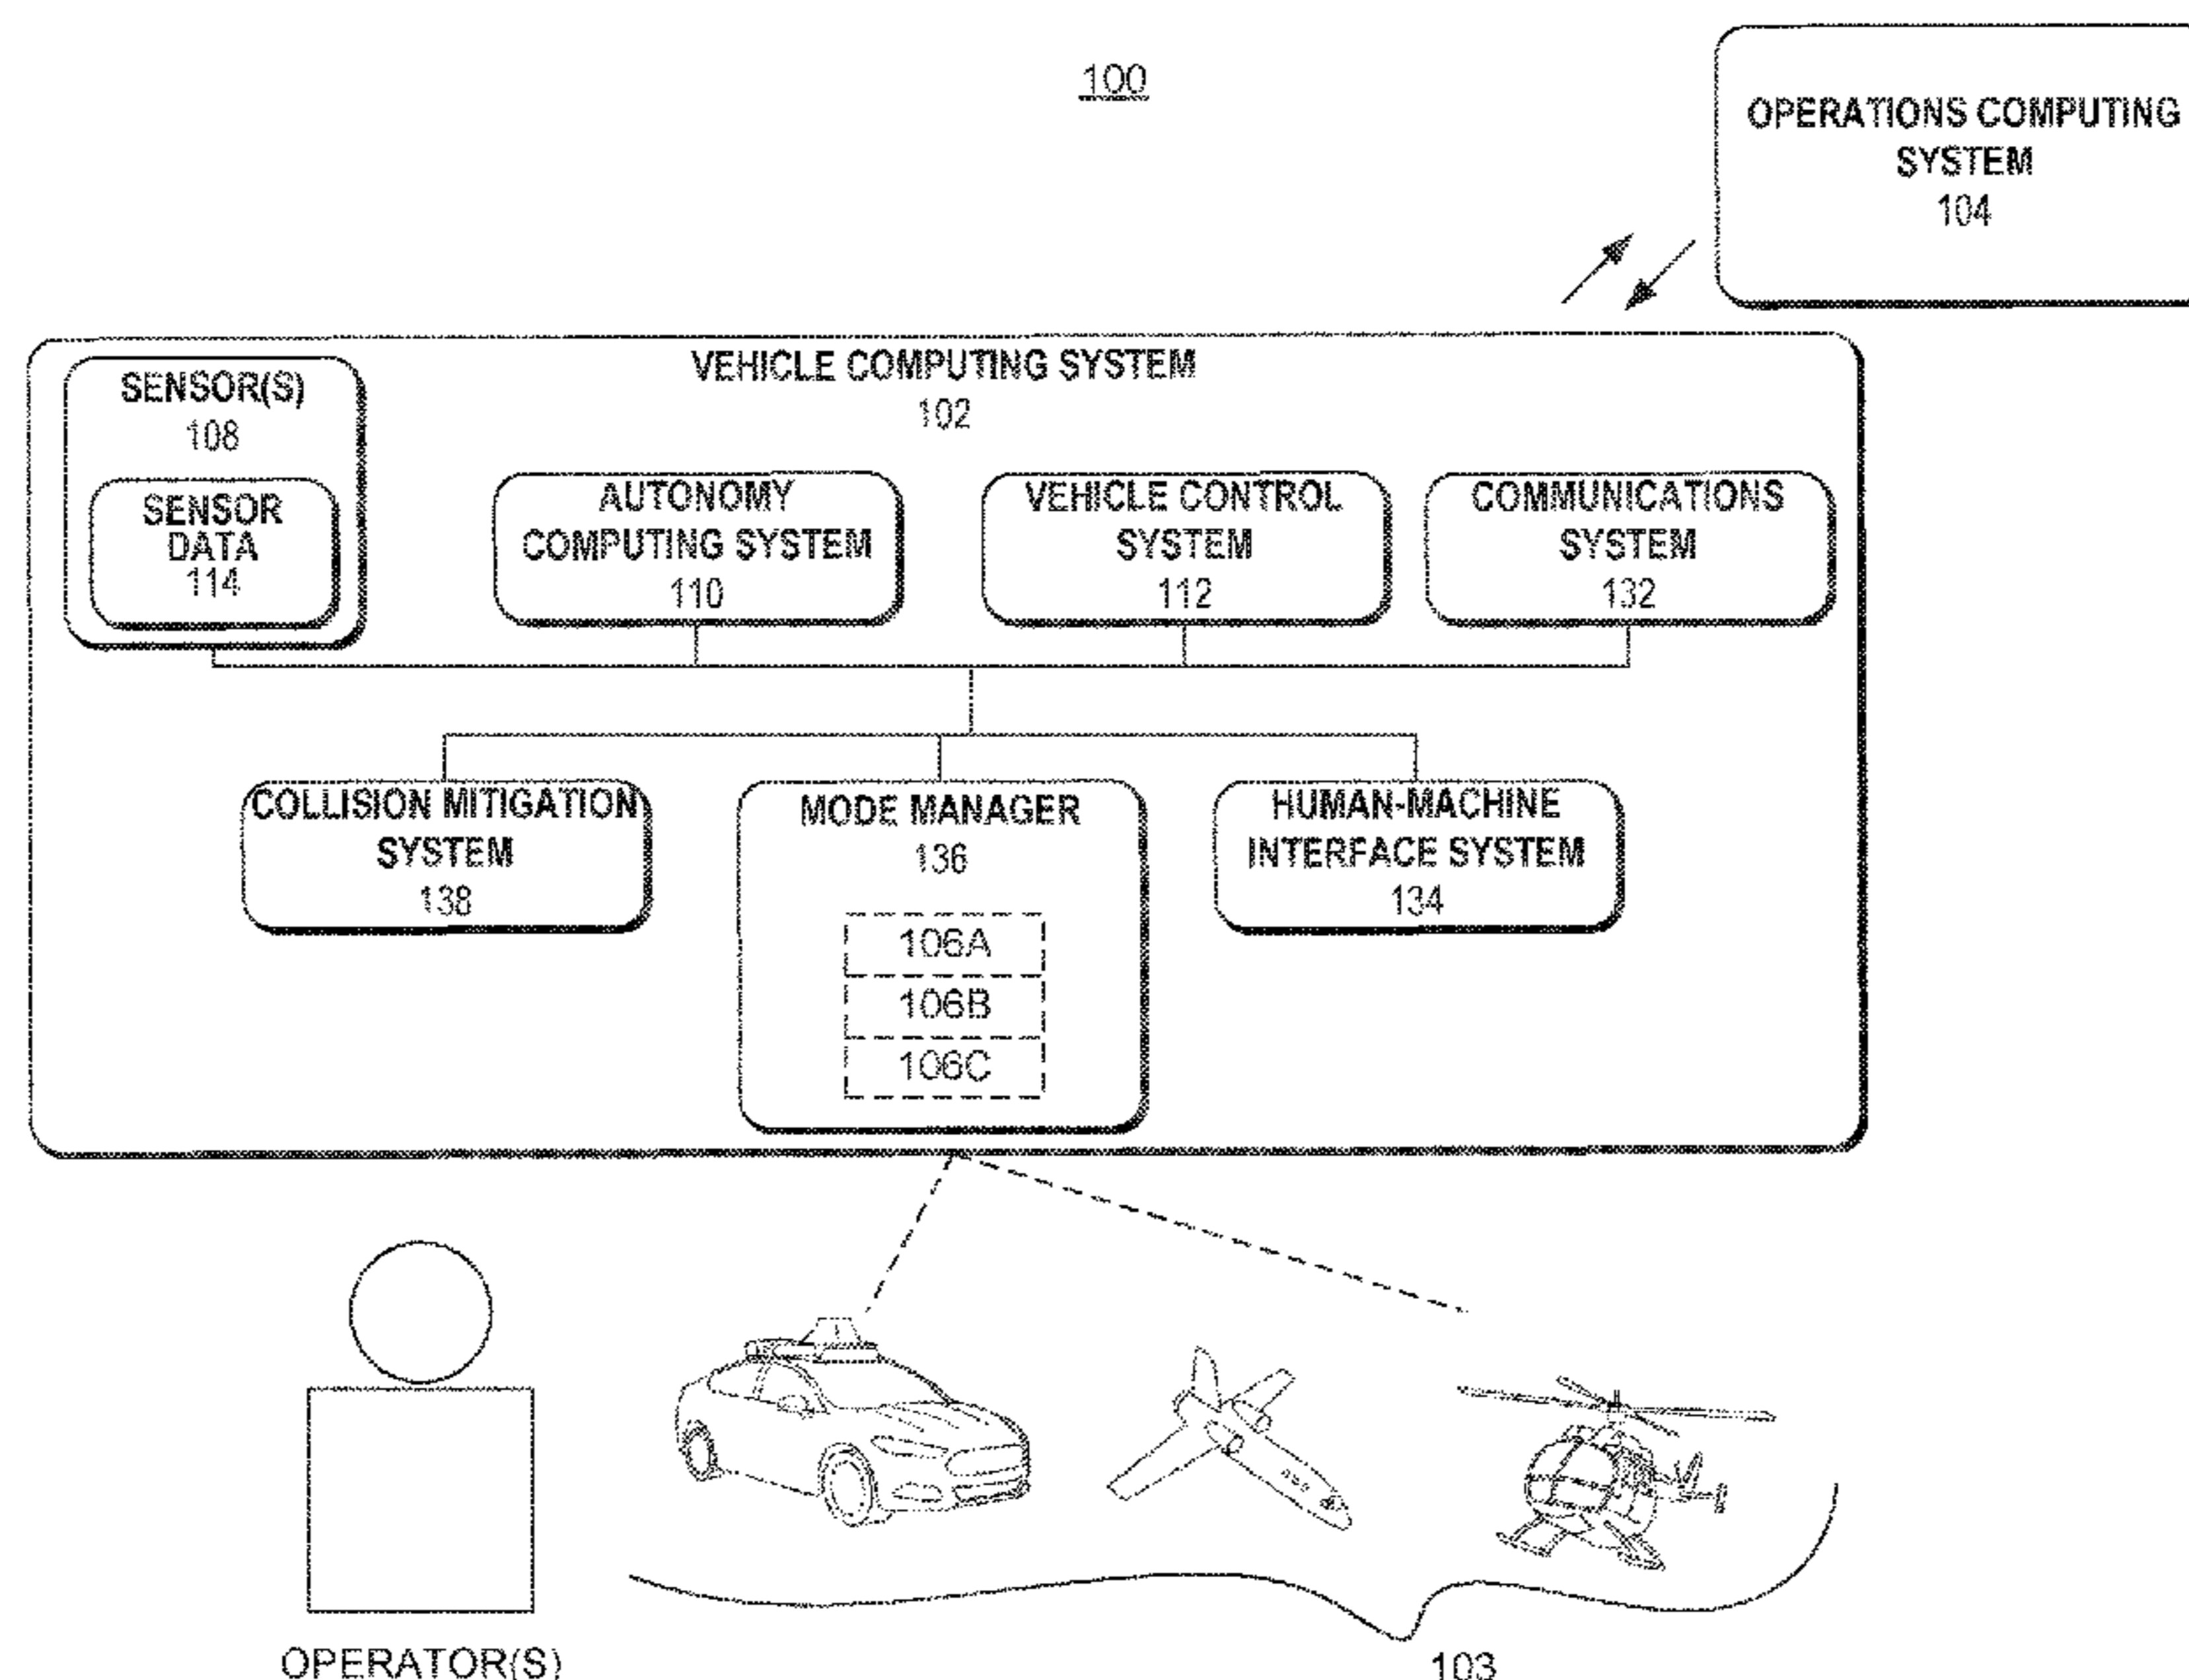 100
OPERATIONS COMPUTING
SYSTEM
104
VEHICLE COMPUTING SYSTEM
102
SENSOR(S)
108
SENSOR
DATA
114
AUTONOMY
COMPUTING SYSTEM
110
VEHICLE CONTROL
SYSTEM
112
COMMUNICATIONS
SYSTEM
132
COLLISION MITIGATION
SYSTEM
138
MODE MANAGER
136
106A
106B
106C
HUMAN-MACHINE
INTERFACE SYSTEM
134
OPERATOR(S)
103